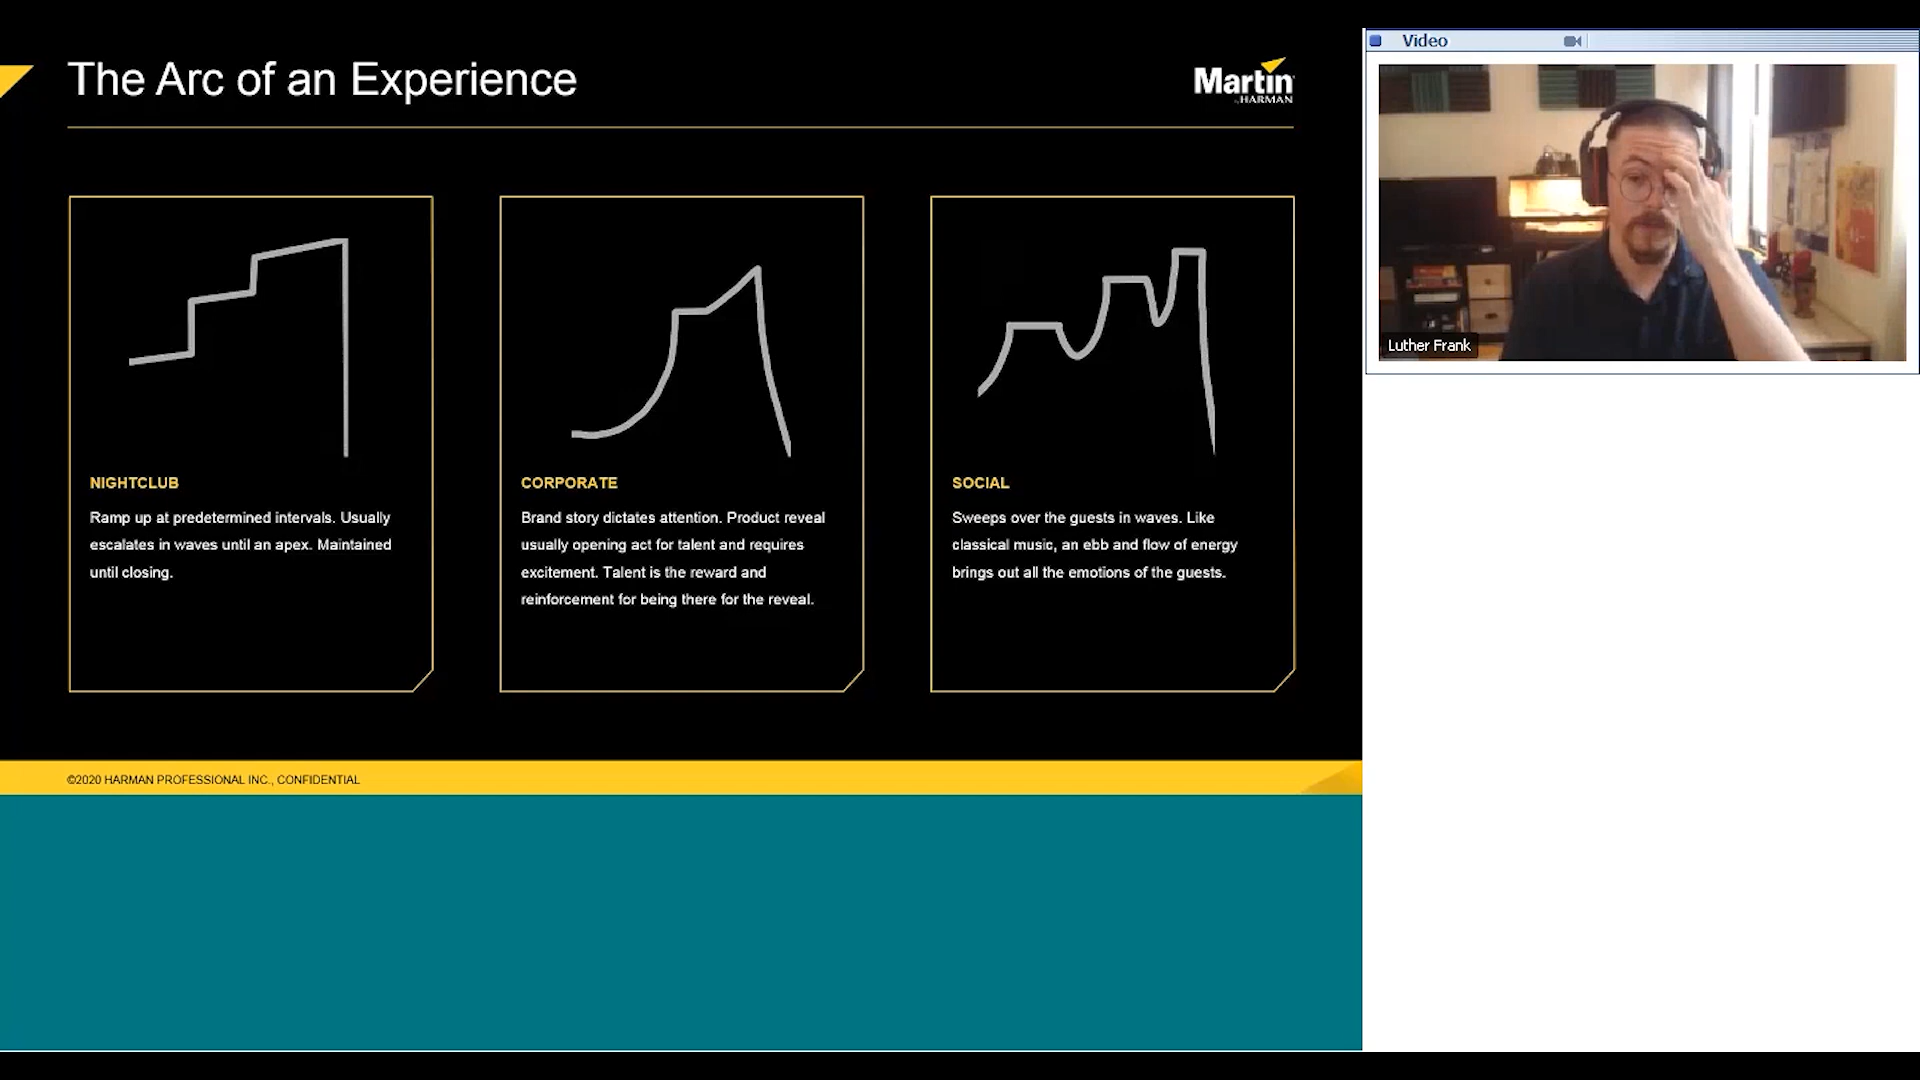 The Arc of an Experience
Martin
by HARMAN
NIGHTCLUB
Ramp up at predetermined intervals. Usually
escalates in waves until an apex. Maintained
until closing.
CORPORATE
Brand story dictates attention. Product reveal
usually opening act for talent and requires
excitement. Talent is the reward and
reinforcement for being there for the reveal.
SOCIAL
Sweeps over the guests in waves. Like
classical music, an ebb and flow of energy
brings out all the emotions of the guests.
©2020 HARMAN PROFESSIONAL INC., CONFIDENTIAL
Video
Luther Frank